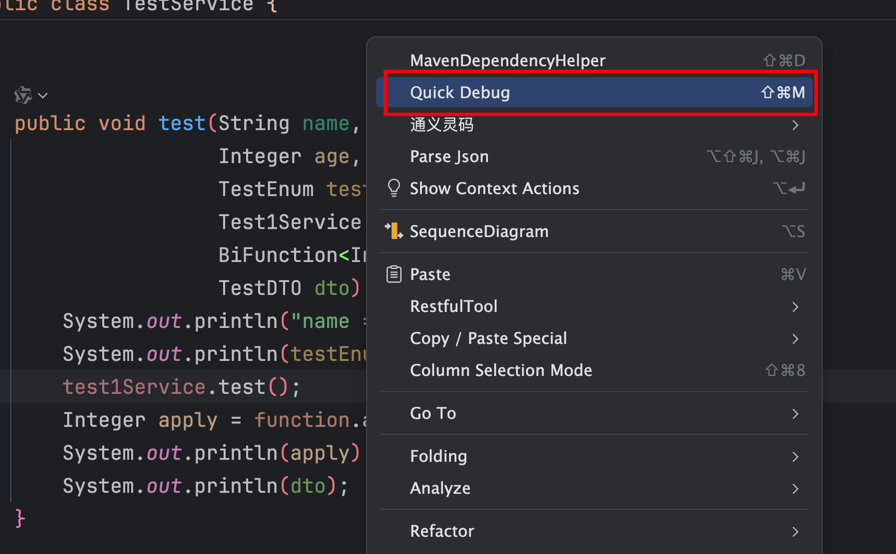 public class TestService {
public void test(String name,
Integer age,
TestEnum test
Test1Service
BiFunction<In
TestDTO dto)
System.out.println("name =
System.out.println(testEnu
test1Service.test();
Integer apply = function.a
System.out.println(apply)
System.out.println(dto);
}
MavenDependencyHelper ⇧⌘D
Quick Debug ⇧⌘M
通义灵码
Parse Json ⌥⇧⌘J, ⌥⌘J
Show Context Actions ⌥↩
SequenceDiagram ⌥S
Paste ⌘V
RestfulTool
Copy / Paste Special
Column Selection Mode ⇧⌘8
Go To
Folding
Analyze
Refactor